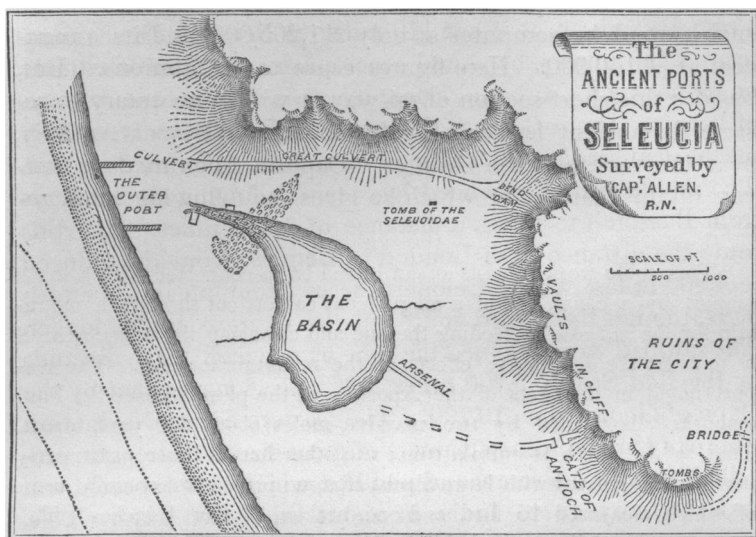 The
ANCIENT PORTS
of
SELEUCIA
Surveyed by
CAPT. ALLEN.
R.N.
SCALE OF FT
500 1000
CULVERT
GREAT CULVERT
BEND
DAM
THE
OUTER
PORT
TOMB OF THE
SELEUCIDAE
THE
BASIN
ARSENAL
VAULTS
IN CLIFF
RUINS OF
THE CITY
BRIDGE
TOMBS
GATE OF
ANTIOCH